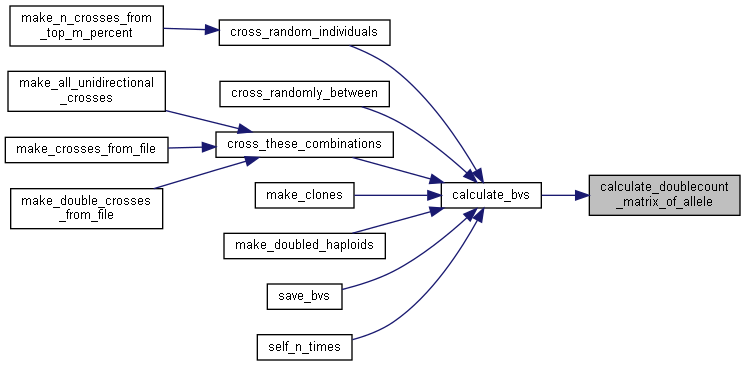 make_n_crosses_from
_top_m_percent
cross_random_individuals
make_all_unidirectional
_crosses
cross_randomly_between
make_crosses_from_file
cross_these_combinations
make_double_crosses
_from_file
make_clones
calculate_bvs
calculate_doublecount
_matrix_of_allele
make_doubled_haploids
save_bvs
self_n_times